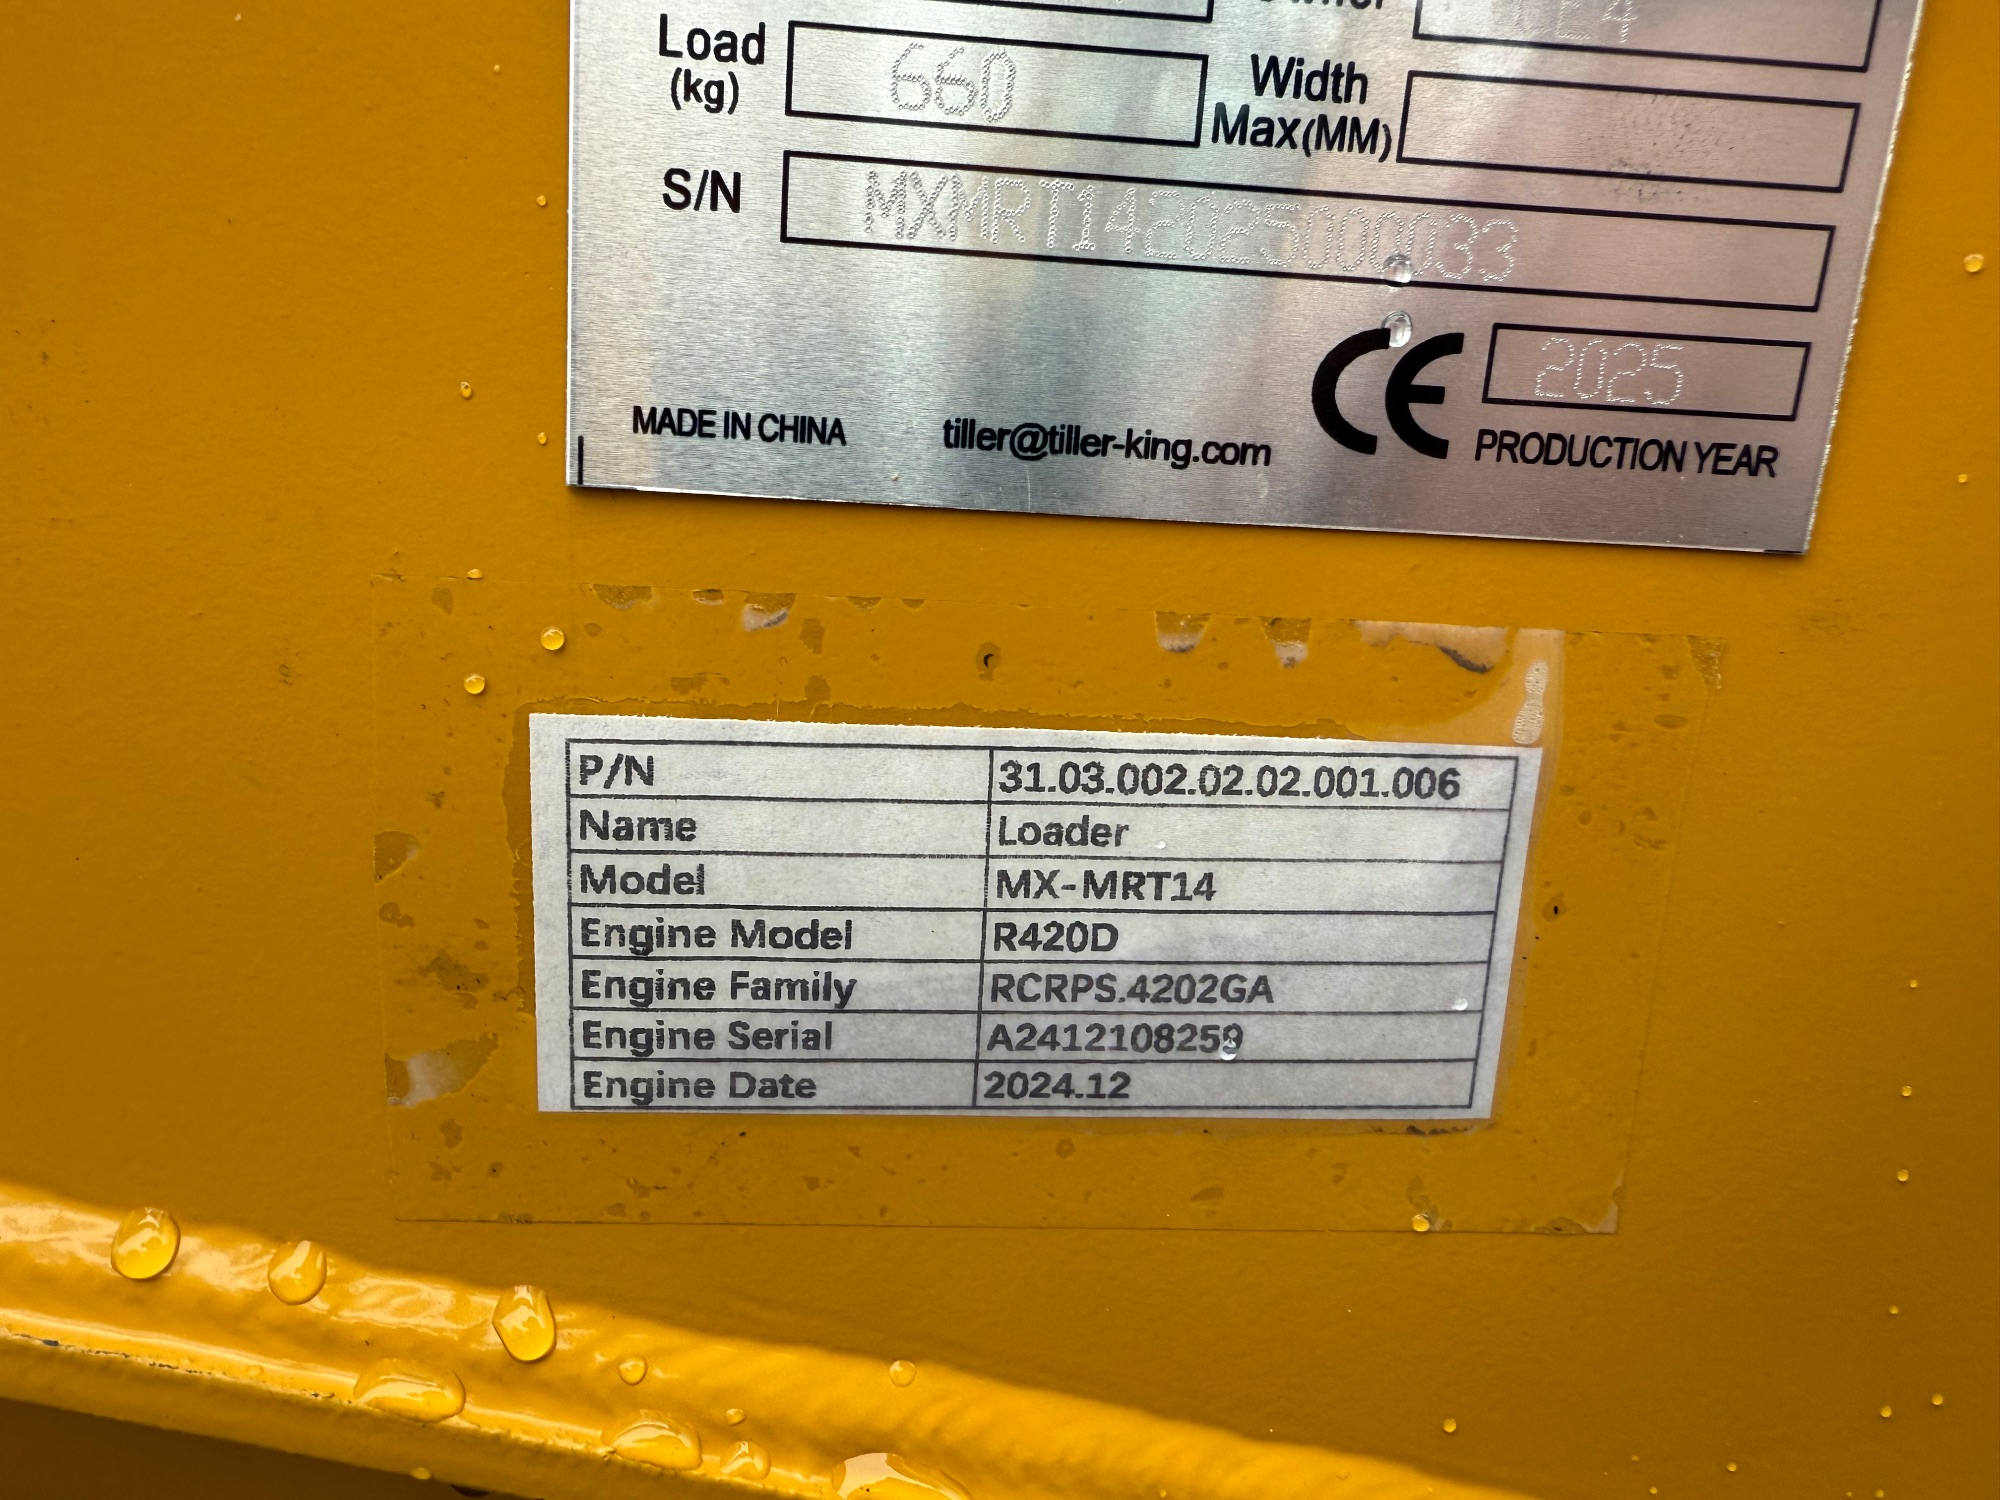 Load
(kg)
660
Width
Max(MM)
S/N
MXMRT142025000033
CE
2025
MADE IN CHINA
tiller@tiller-king.com
PRODUCTION YEAR
P/N 31.03.002.02.02.001.006
Name Loader
Model MX-MRT14
Engine Model R420D
Engine Family RCRPS.4202GA
Engine Serial A2412108259
Engine Date 2024.12